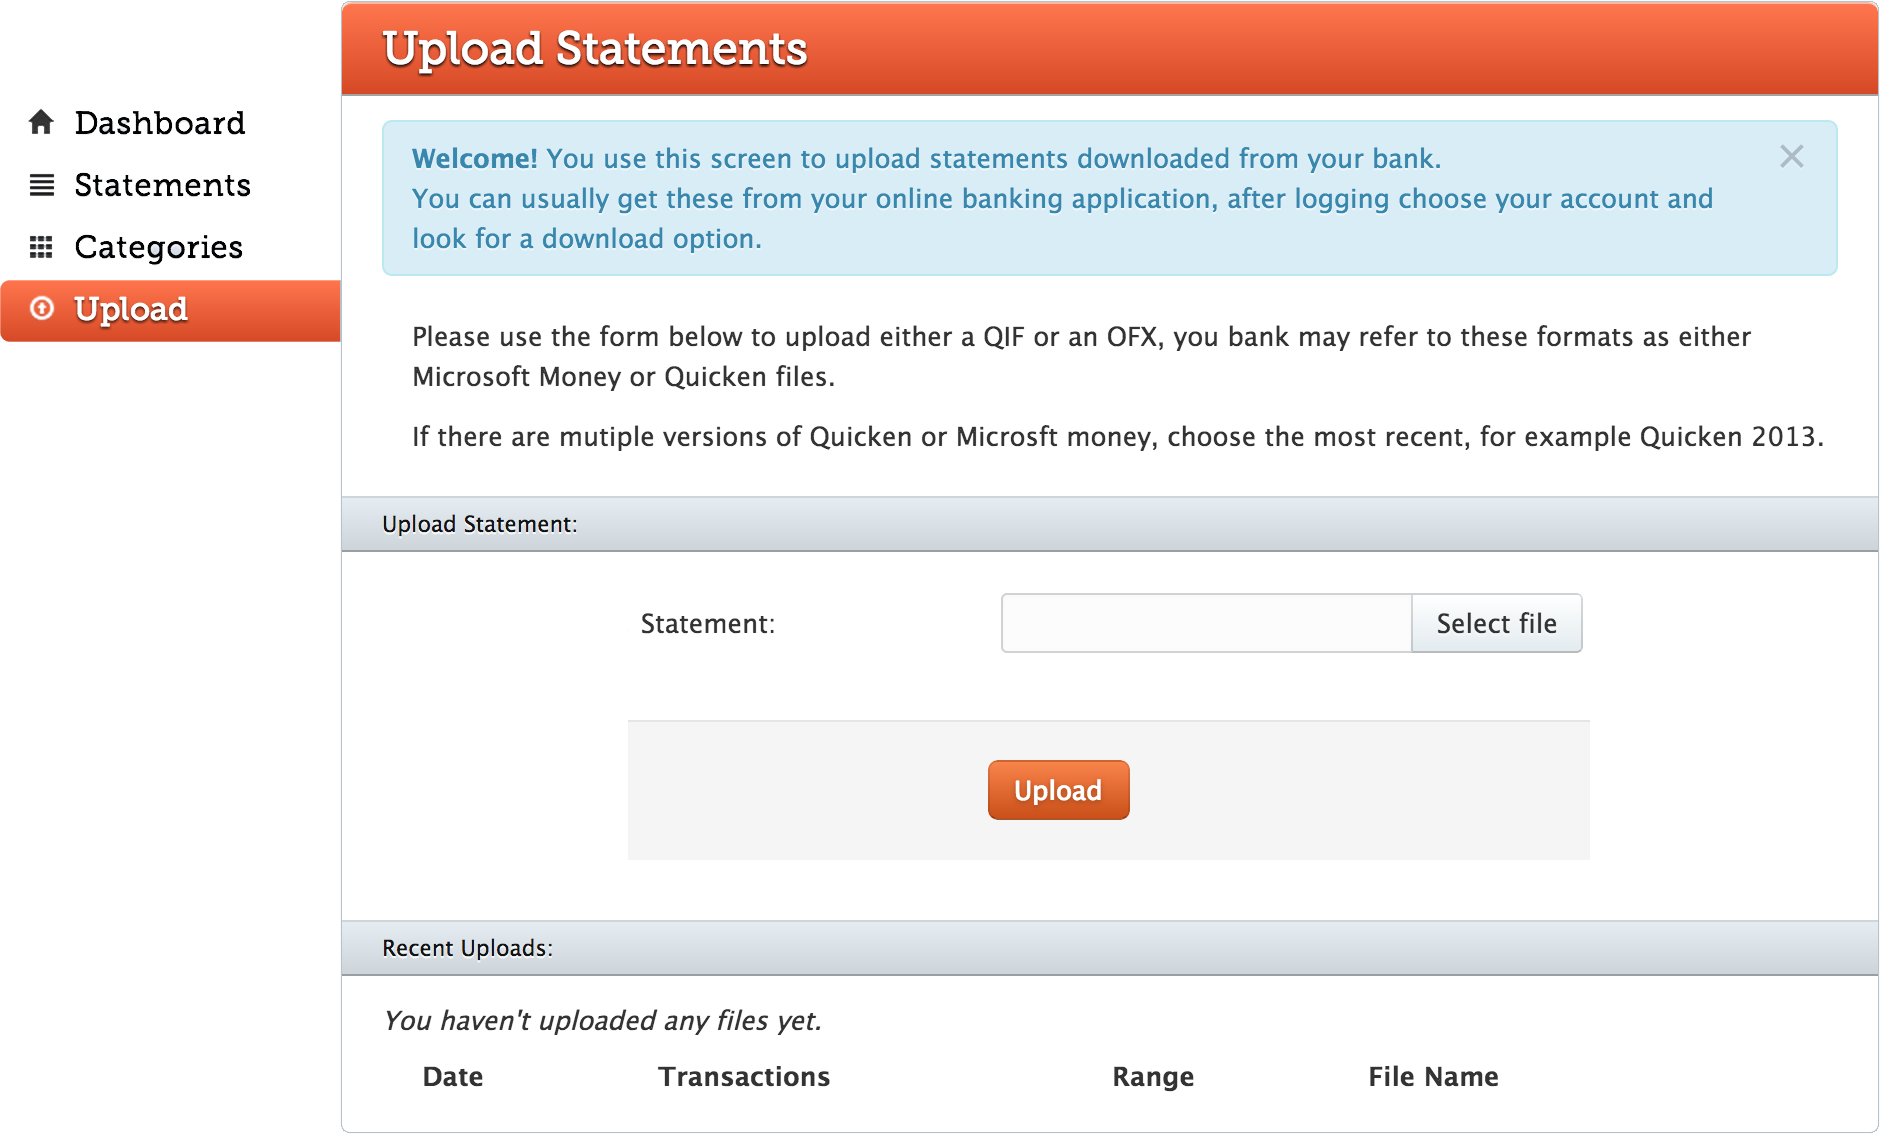 Upload Statements
Dashboard
Statements
Categories
Upload
Welcome! You use this screen to upload statements downloaded from your bank.
You can usually get these from your online banking application, after logging choose your account and
look for a download option.
Please use the form below to upload either a QIF or an OFX, you bank may refer to these formats as either
Microsoft Money or Quicken files.
If there are mutiple versions of Quicken or Microsft money, choose the most recent, for example Quicken 2013.
Upload Statement:
Statement:
Select file
Upload
Recent Uploads:
You haven't uploaded any files yet.
Date Transactions Range File Name